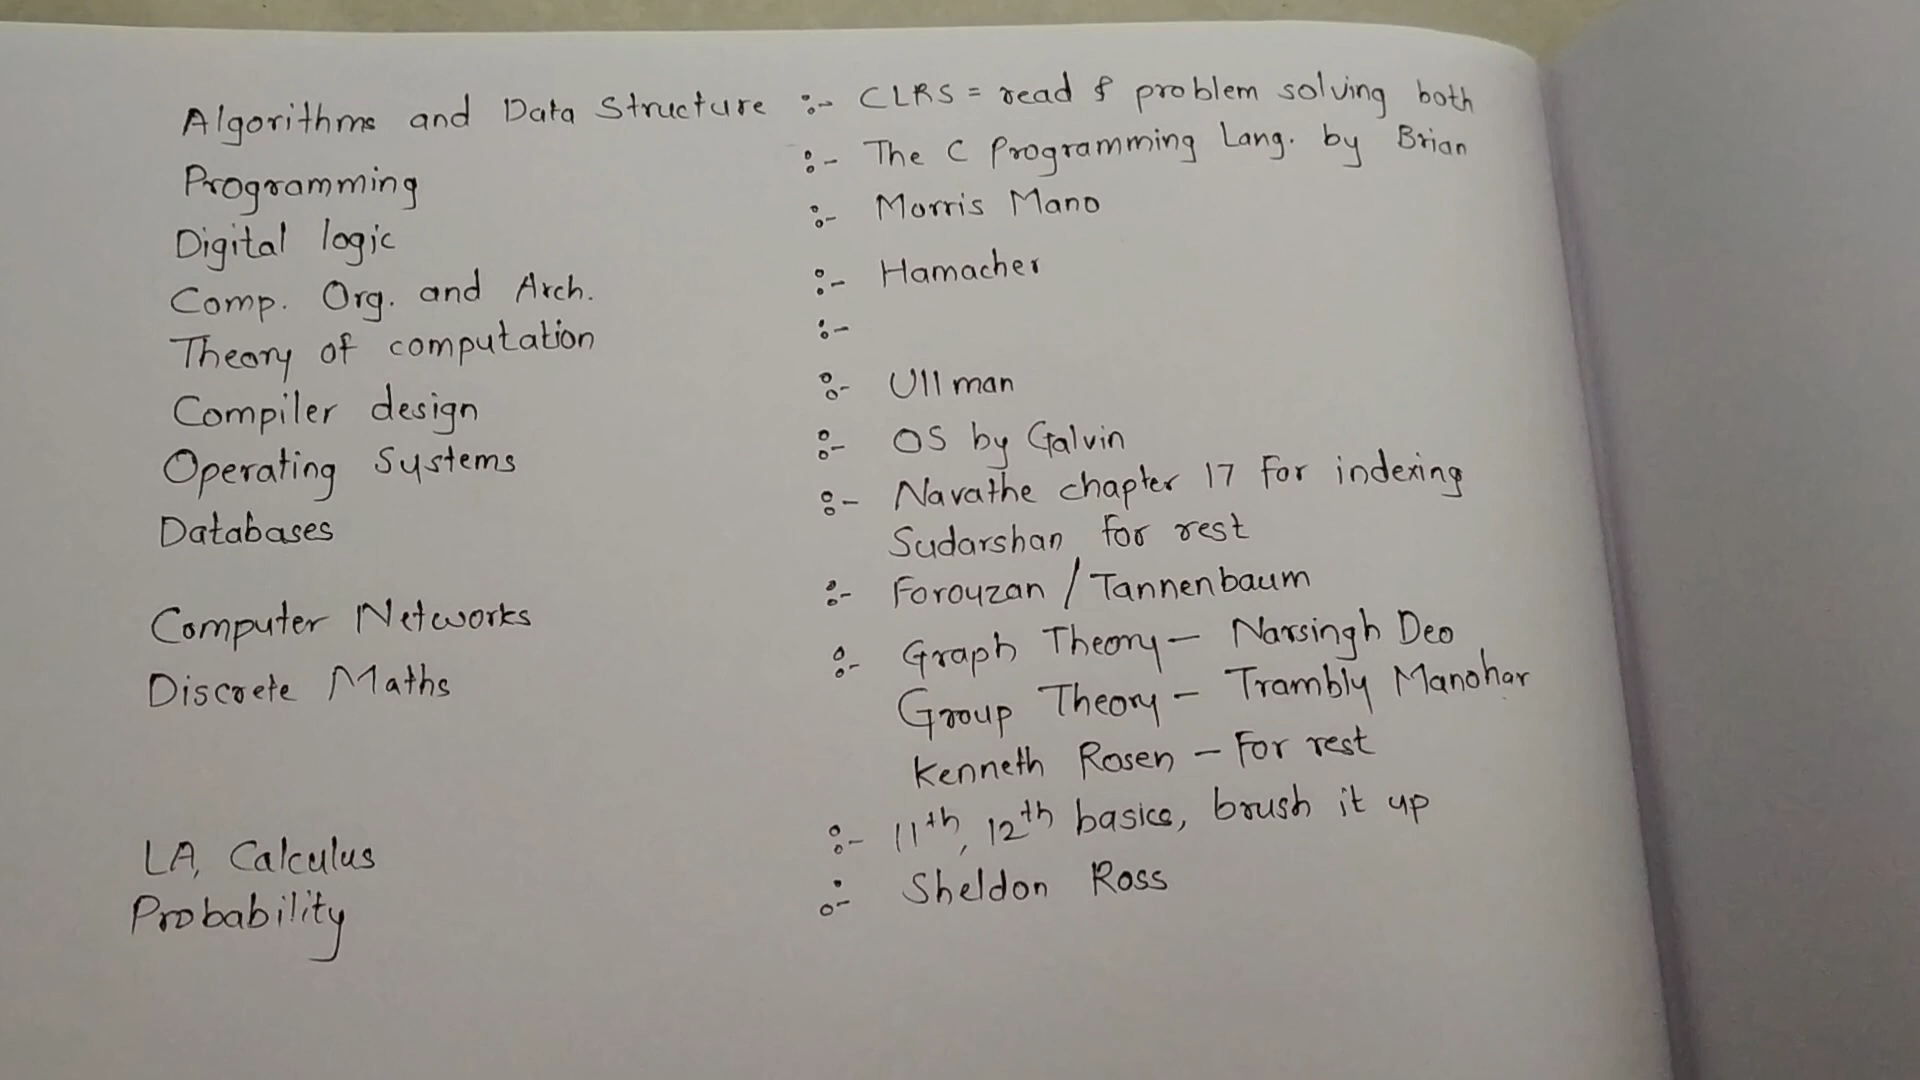 Algorithms and Data Structure :- CLRS = read & problem solving both
Programming :- The C Programming Lang. by Brian
Digital logic :- Morris Mano
Comp. Org. and Arch. :- Hamacher
Theory of computation :-
Compiler design :- Ullman
Operating Systems :- OS by Galvin
Databases :- Navathe chapter 17 for indexing
Sudarshan for rest
Computer Networks :- Forouzan / Tannenbaum
Discrete Maths :- Graph Theory - Narsingh Deo
Group Theory - Trambly Manohar
Kenneth Rosen - For rest
LA, Calculus :- 11th, 12th basics, brush it up
Probability :- Sheldon Ross